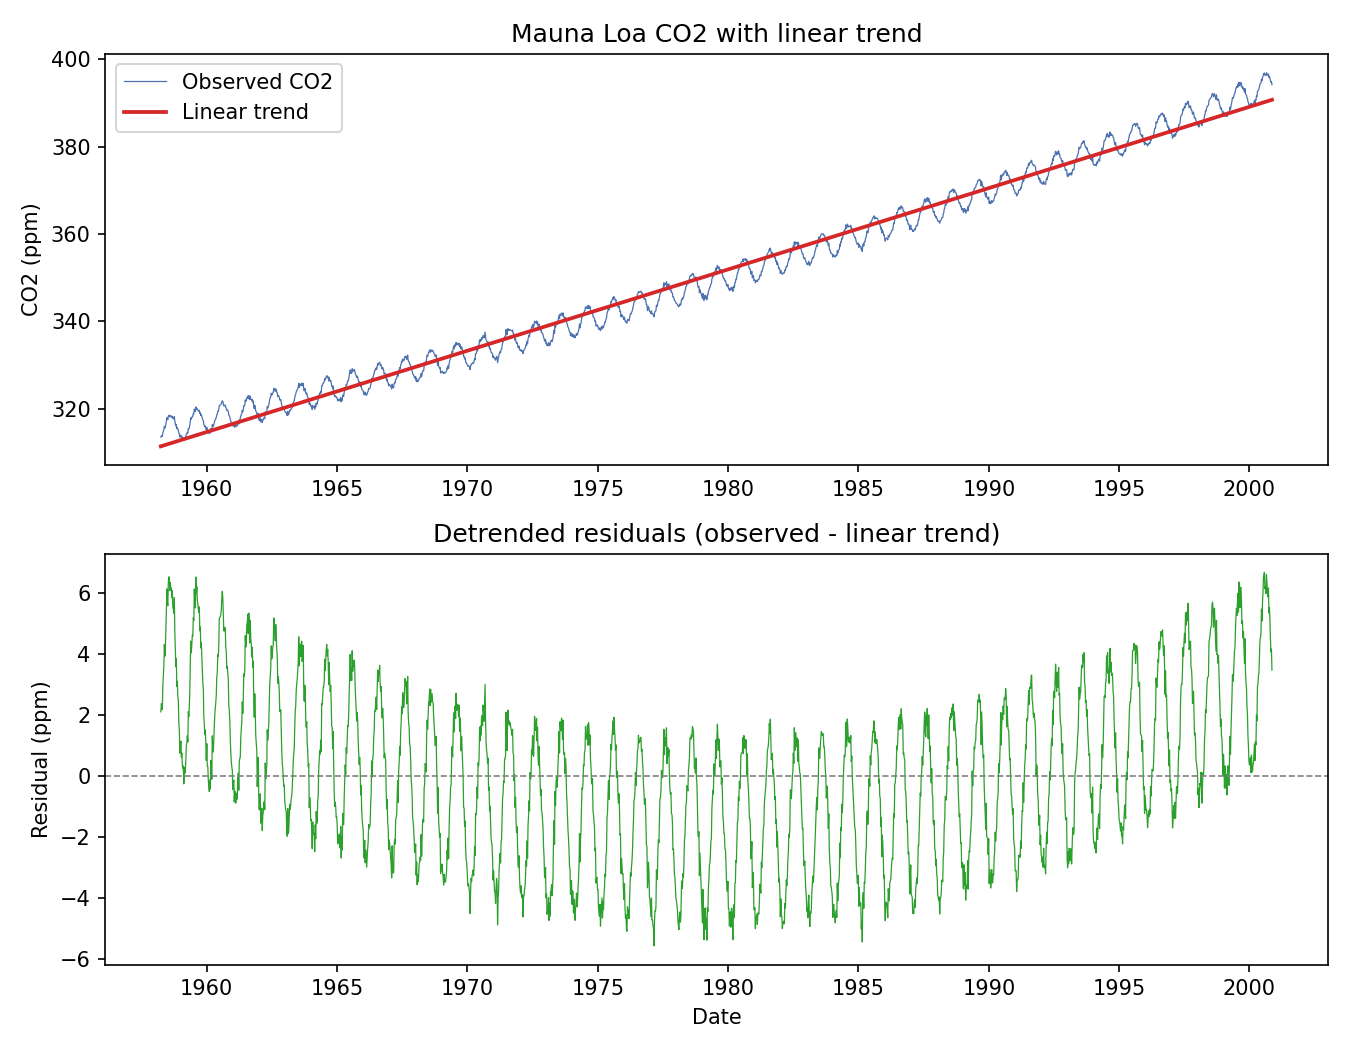 Mauna Loa CO2 with linear trend
400
380
360
340
320
CO2 (ppm)
Observed CO2
Linear trend
1960 1965 1970 1975 1980 1985 1990 1995 2000
Detrended residuals (observed - linear trend)
6
4
2
0
−2
−4
−6
Residual (ppm)
1960 1965 1970 1975 1980 1985 1990 1995 2000
Date